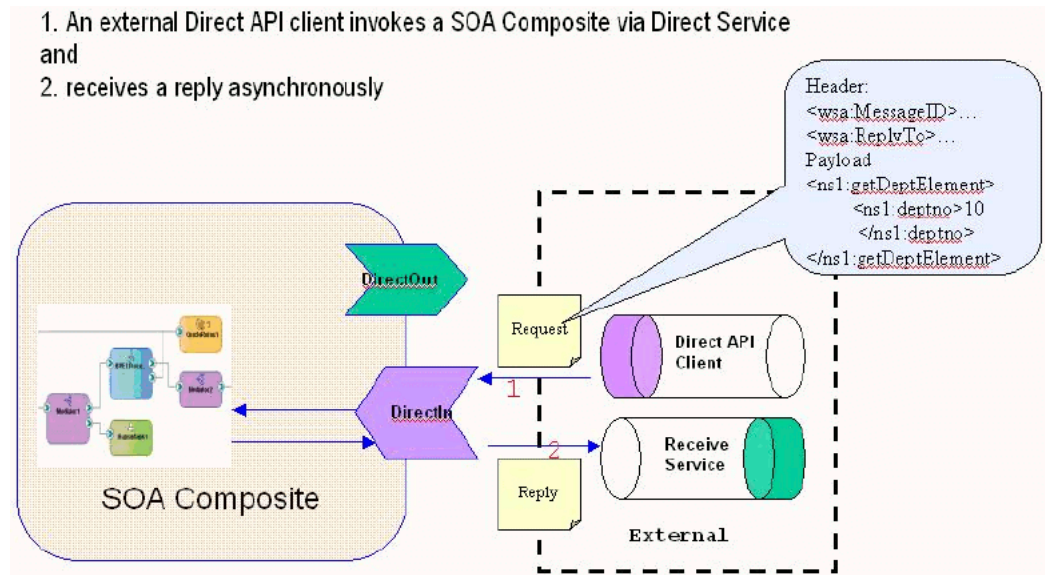 1. An external Direct API client invokes a SOA Composite via Direct Service
and
2. receives a reply asynchronously
Header:
<wsa:MessageID>...
<wsa:ReplyTo>...
Payload
<ns1:getDeptElement>
<ns1:deptno>10
</ns1:deptno>
</ns1:getDeptElement>
DirectOut
Request
Direct API
Client
1
DirectIn
2
Receive
Service
Reply
SOA Composite
External
Mediator1
Mediator2